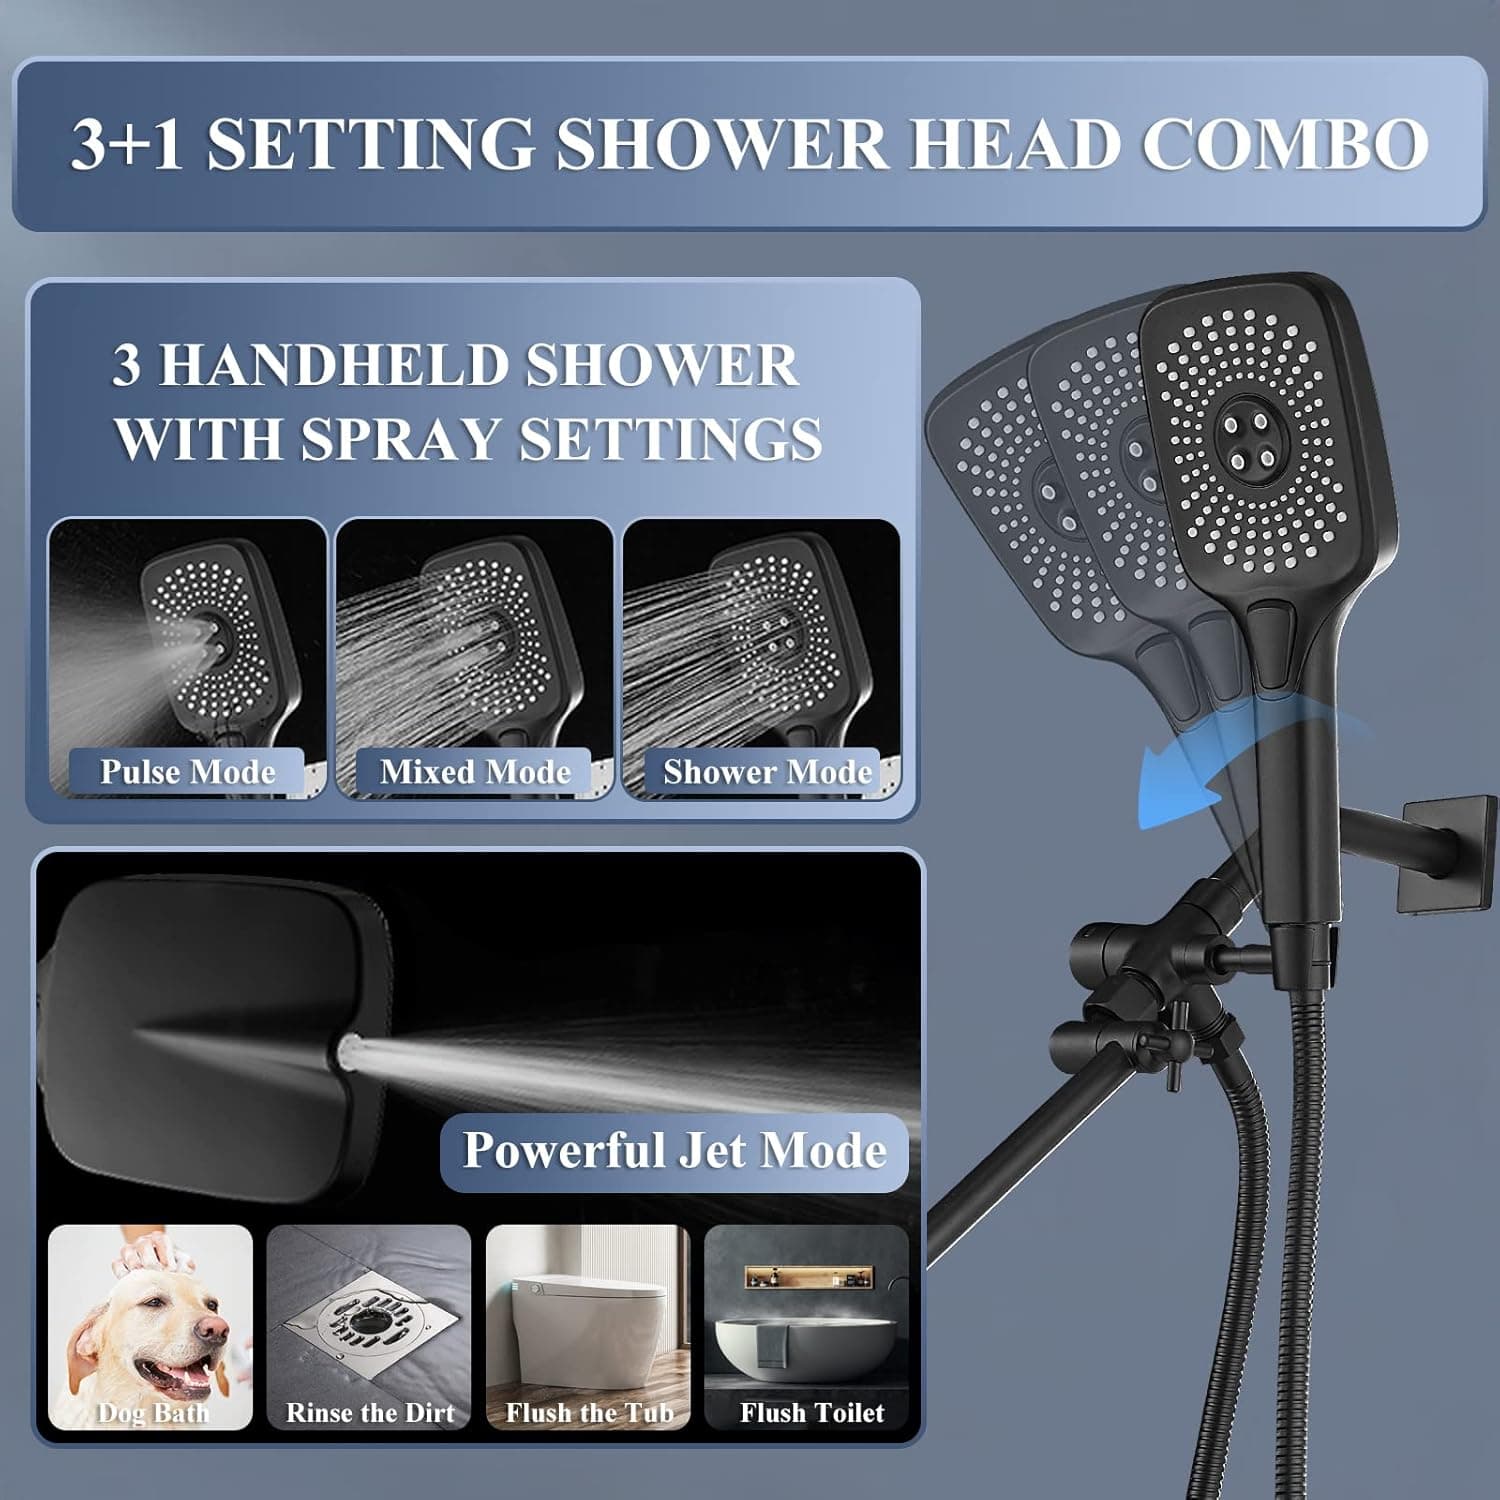 3+1 SETTING SHOWER HEAD COMBO
3 HANDHELD SHOWER
WITH SPRAY SETTINGS
Pulse Mode
Mixed Mode
Shower Mode
Powerful Jet Mode
Dog Bath
Rinse the Dirt
Flush the Tub
Flush Toilet